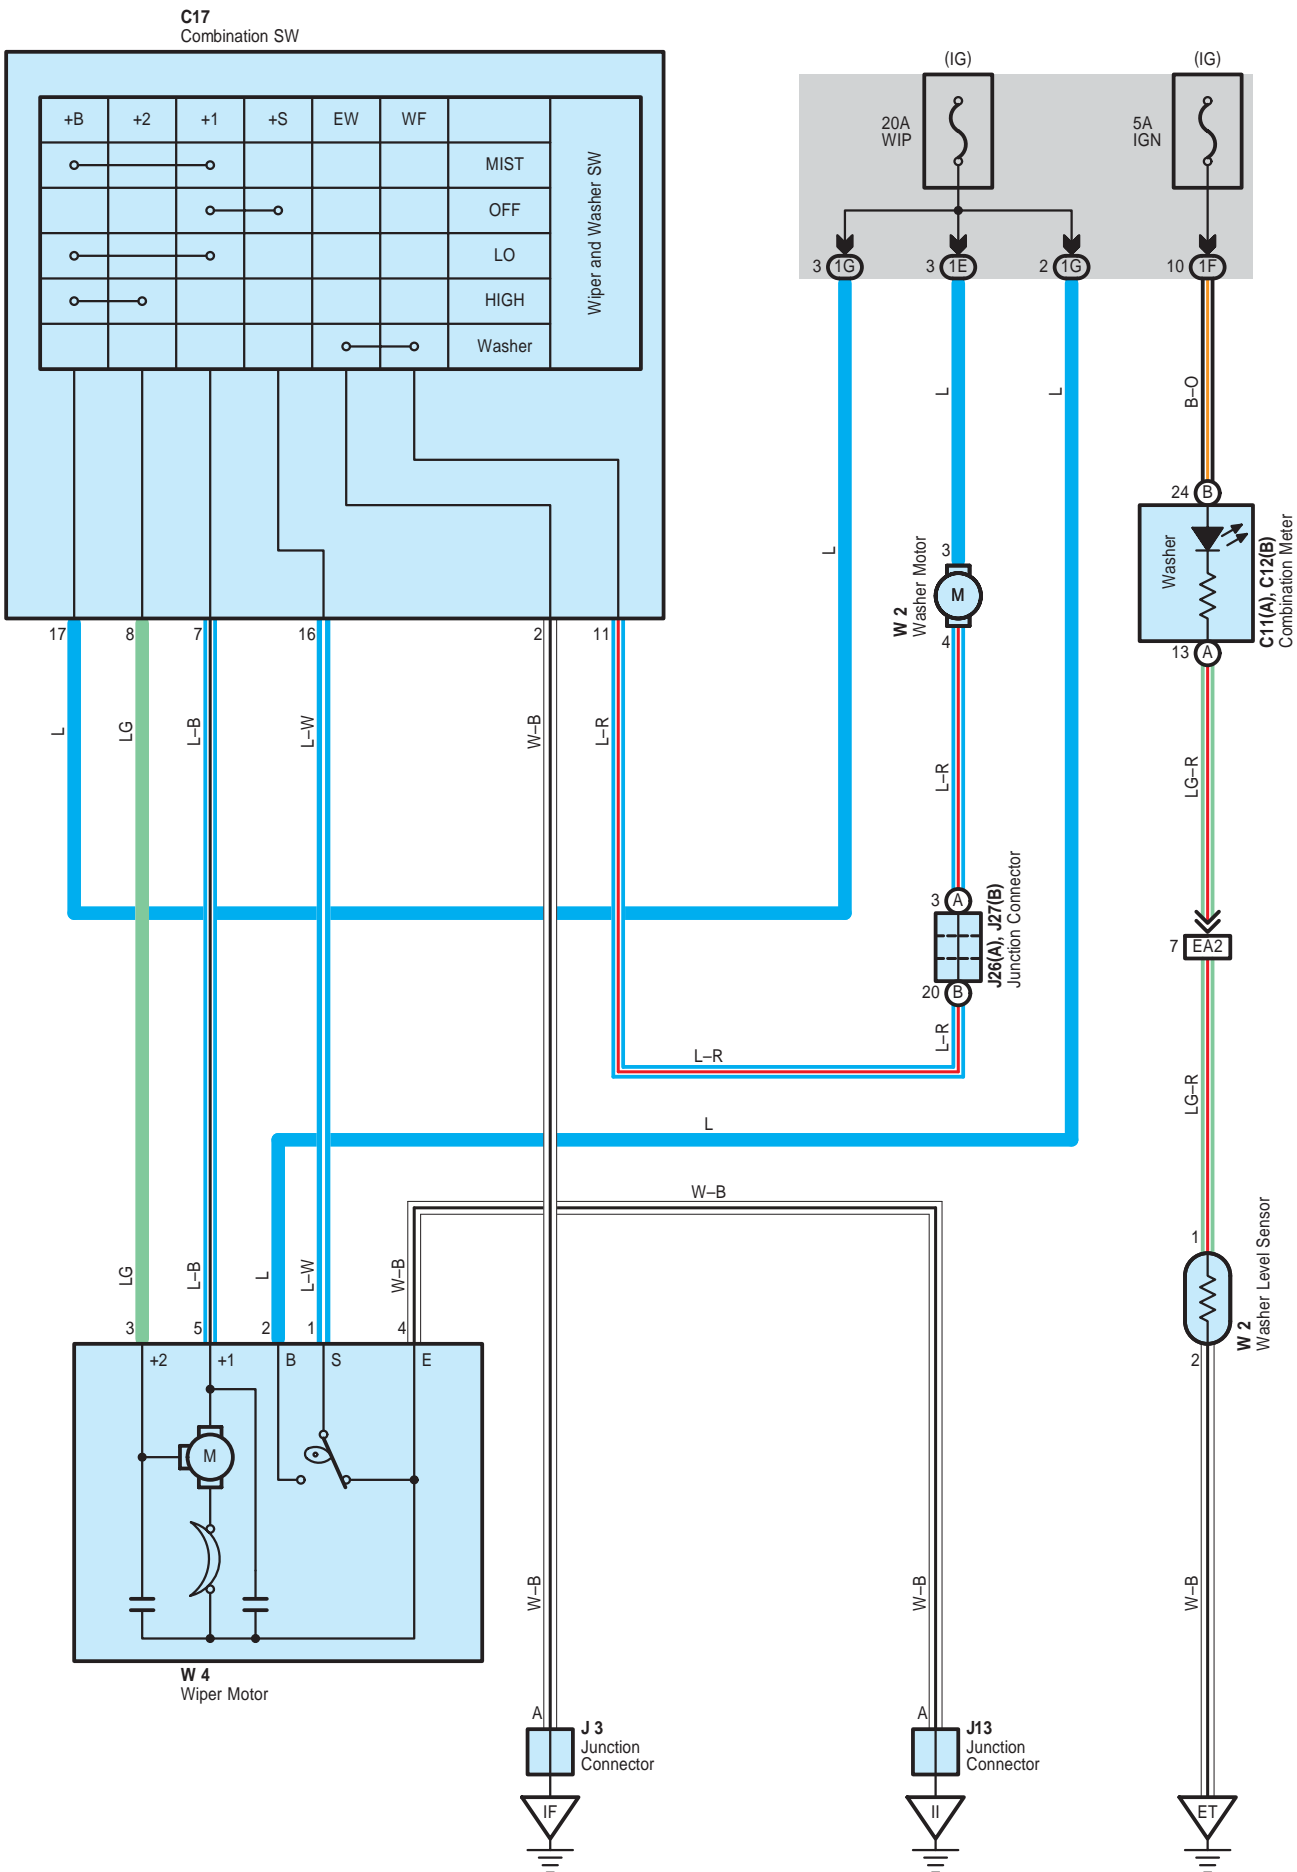 C17
Combination SW
+B +2 +1 +S EW WF
MIST
OFF
LO
HIGH
Washer
Wiper and Washer SW
(IG)
(IG)
20A
WIP
5A
IGN
3 1G
3 1E
2 1G
10 1F
L
L
L
B–O
24 B
Washer
C11(A), C12(B)
Combination Meter
13 A
3
M
W 2
Washer Motor
4
17
8
7
16
2
11
L
LG
L–B
L–W
W–B
L–R
L–R
LG–R
3 A
J26(A), J27(B)
Junction Connector
20 B
L–R
L–R
7 EA2
LG–R
L
W–B
LG
L–B
L
L–W
W–B
1
W 2
Washer Level Sensor
2
3
5
2
1
4
+2
+1
B
S
E
M
W 4
Wiper Motor
W–B
W–B
W–B
A
J 3
Junction
Connector
A
J13
Junction
Connector
IF
II
ET